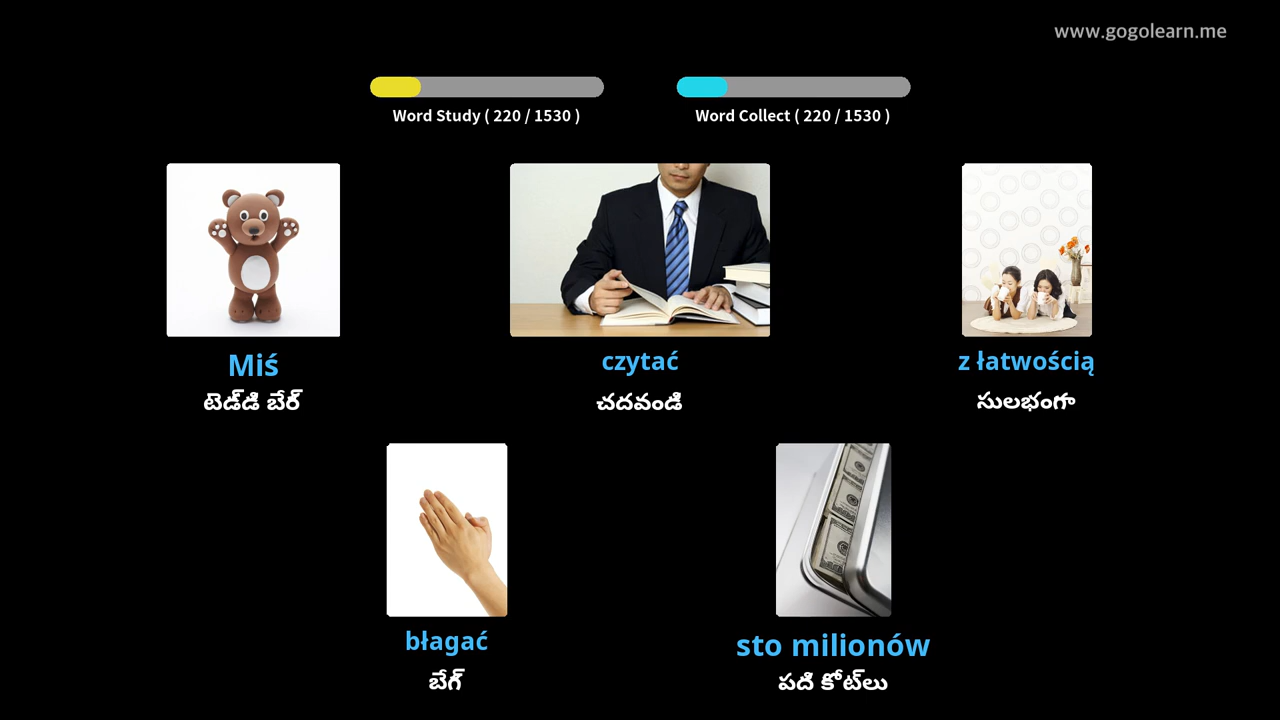 www.gogolearn.me
Word Study ( 220 / 1530 )
Word Collect ( 220 / 1530 )
Miś
టెడ్‌డి బేర్
czytać
చదవండి
z łatwością
సులభంగా
błagać
బేగ్
sto milionów
పది కోట్‌లు